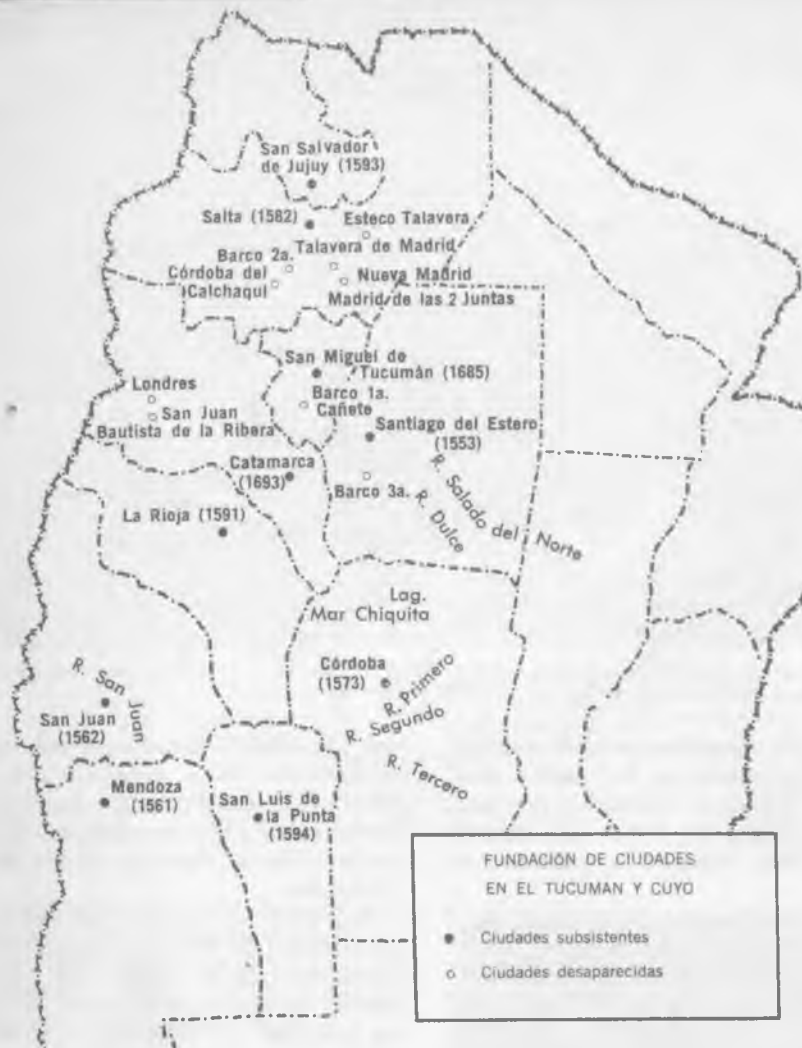 San Salvador
de Jujuy (1593)
Salta (1582)
Esteco Talavera
Barco 2a.
Talavera de Madrid
Córdoba del
Calchaquí
Nueva Madrid
Madrid de las 2 Juntas
San Miguel de
Tucumán (1685)
Londres
San Juan
Bautista de la Ribera
Barco 1a.
Cañete
Santiago del Estero
(1553)
Catamarca
(1693)
Barco 3a.
R. Salado del Norte
R. Dulce
La Rioja (1591)
Lag.
Mar Chiquita
Córdoba
(1573)
R. Primero
R. Segundo
R. Tercero
R. San Juan
San Juan
(1562)
Mendoza
(1561)
San Luis de
la Punta
(1594)
FUNDACIÓN DE CIUDADES
EN EL TUCUMAN Y CUYO
Ciudades subsistentes
Ciudades desaparecidas